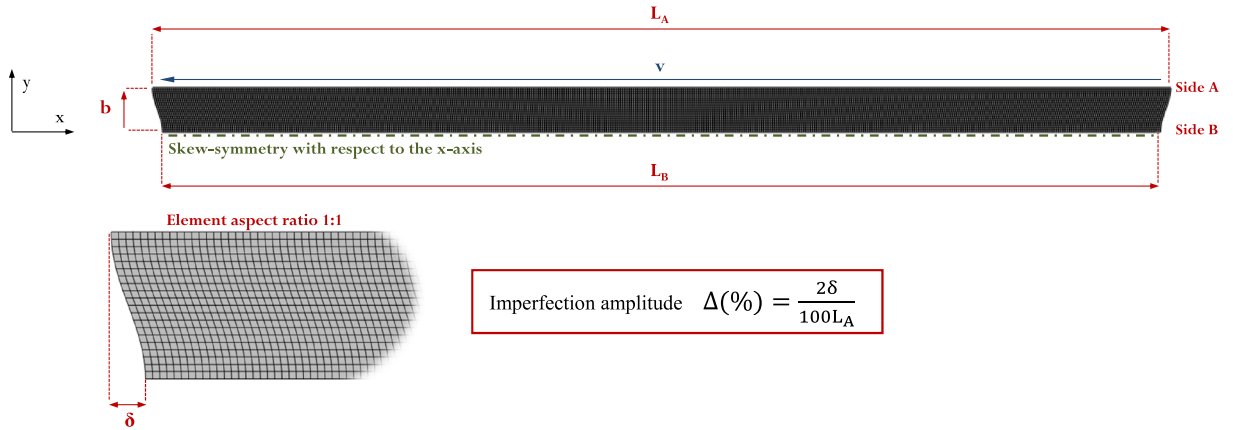 L_A
y
v
Side A
b
x
Side B
Skew-symmetry with respect to the x-axis
L_B
Element aspect ratio 1:1
Imperfection amplitude Δ(%) = 2δ / 100L_A
δ